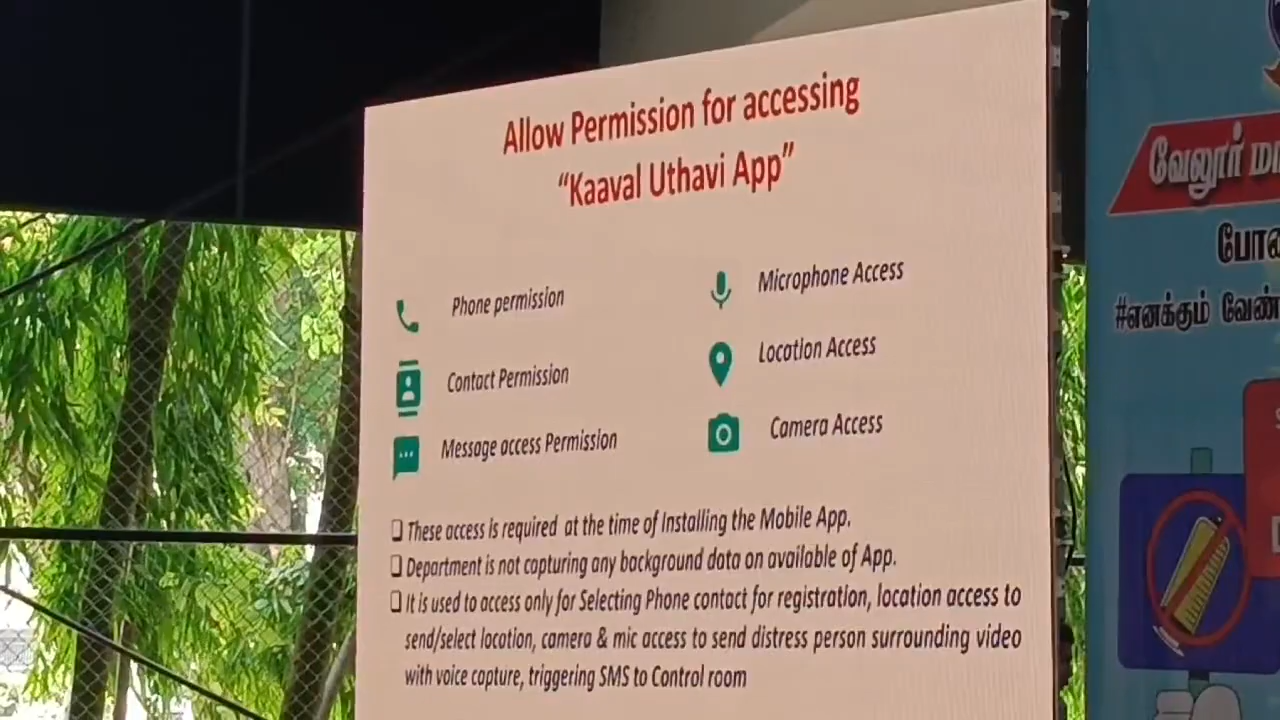 Allow Permission for accessing
“Kaaval Uthavi App”
Phone permission
Microphone Access
Contact Permission
Location Access
Message access Permission
Camera Access
These access is required at the time of Installing the Mobile App.
Department is not capturing any background data on available of App.
It is used to access only for Selecting Phone contact for registration, location access to
send/select location, camera & mic access to send distress person surrounding video
with voice capture, triggering SMS to Control room
வேலூர்
#எனக்கும்